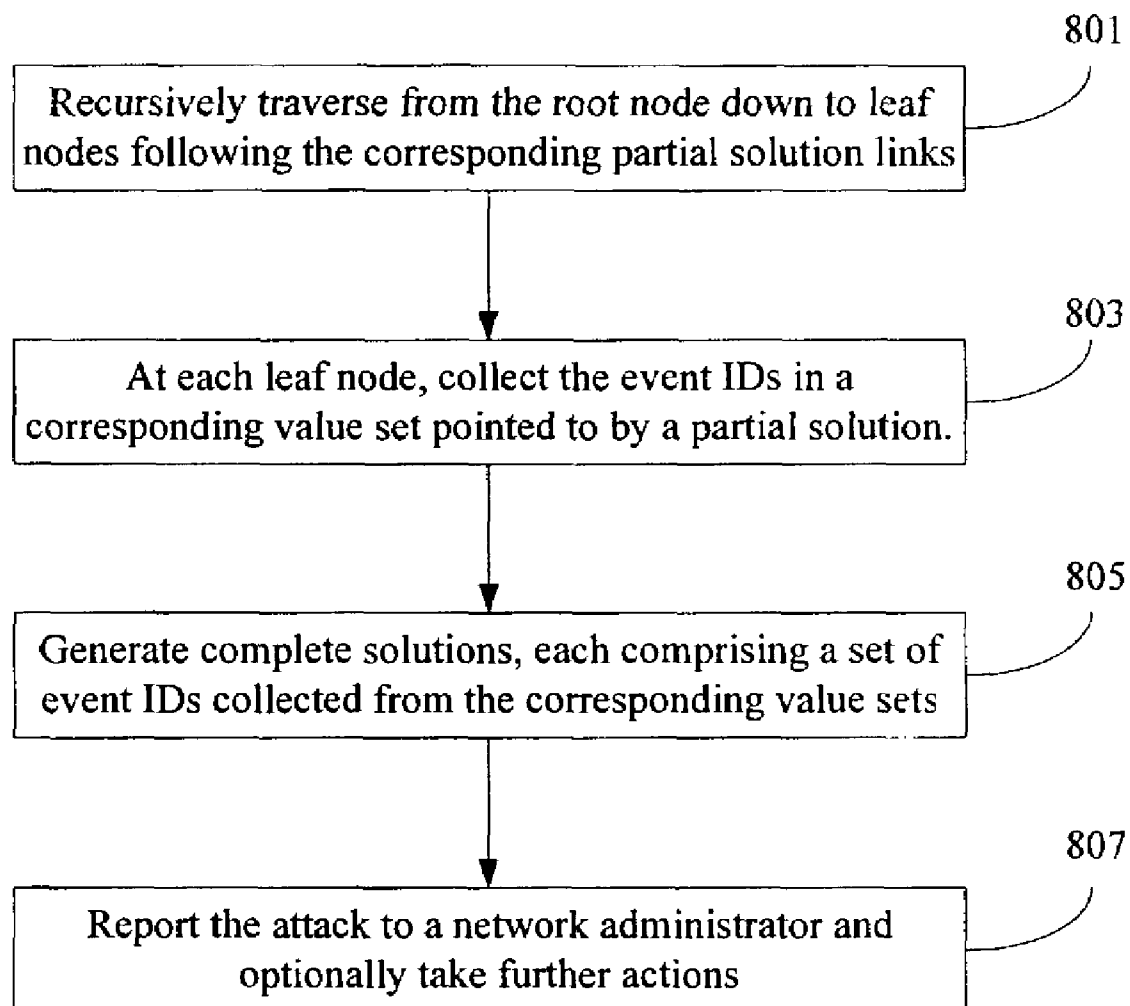 801
Recursively traverse from the root node down to leaf
nodes following the corresponding partial solution links
803
At each leaf node, collect the event IDs in a
corresponding value set pointed to by a partial solution.
805
Generate complete solutions, each comprising a set of
event IDs collected from the corresponding value sets
807
Report the attack to a network administrator and
optionally take further actions